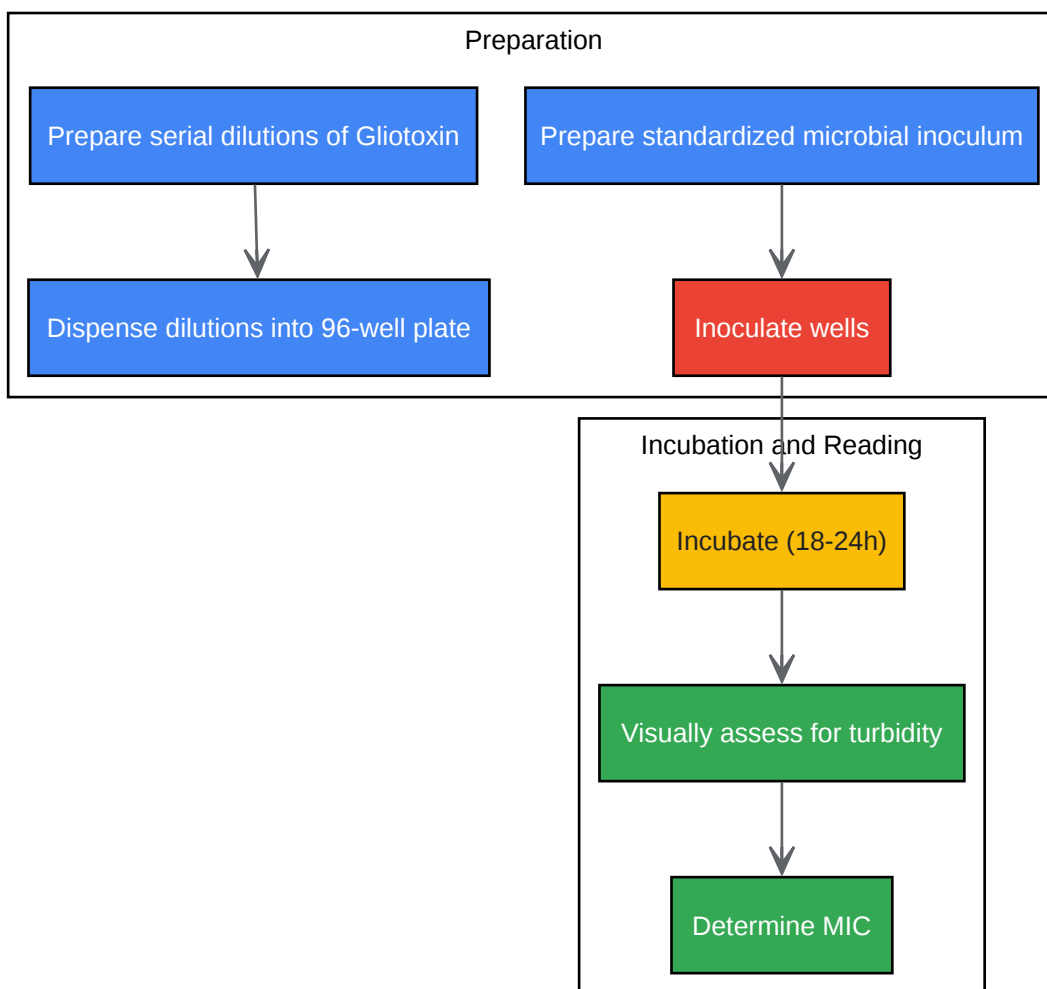 Preparation
Prepare serial dilutions of Gliotoxin
Prepare standardized microbial inoculum
Dispense dilutions into 96-well plate
Inoculate wells
Incubation and Reading
Incubate (18-24h)
Visually assess for turbidity
Determine MIC